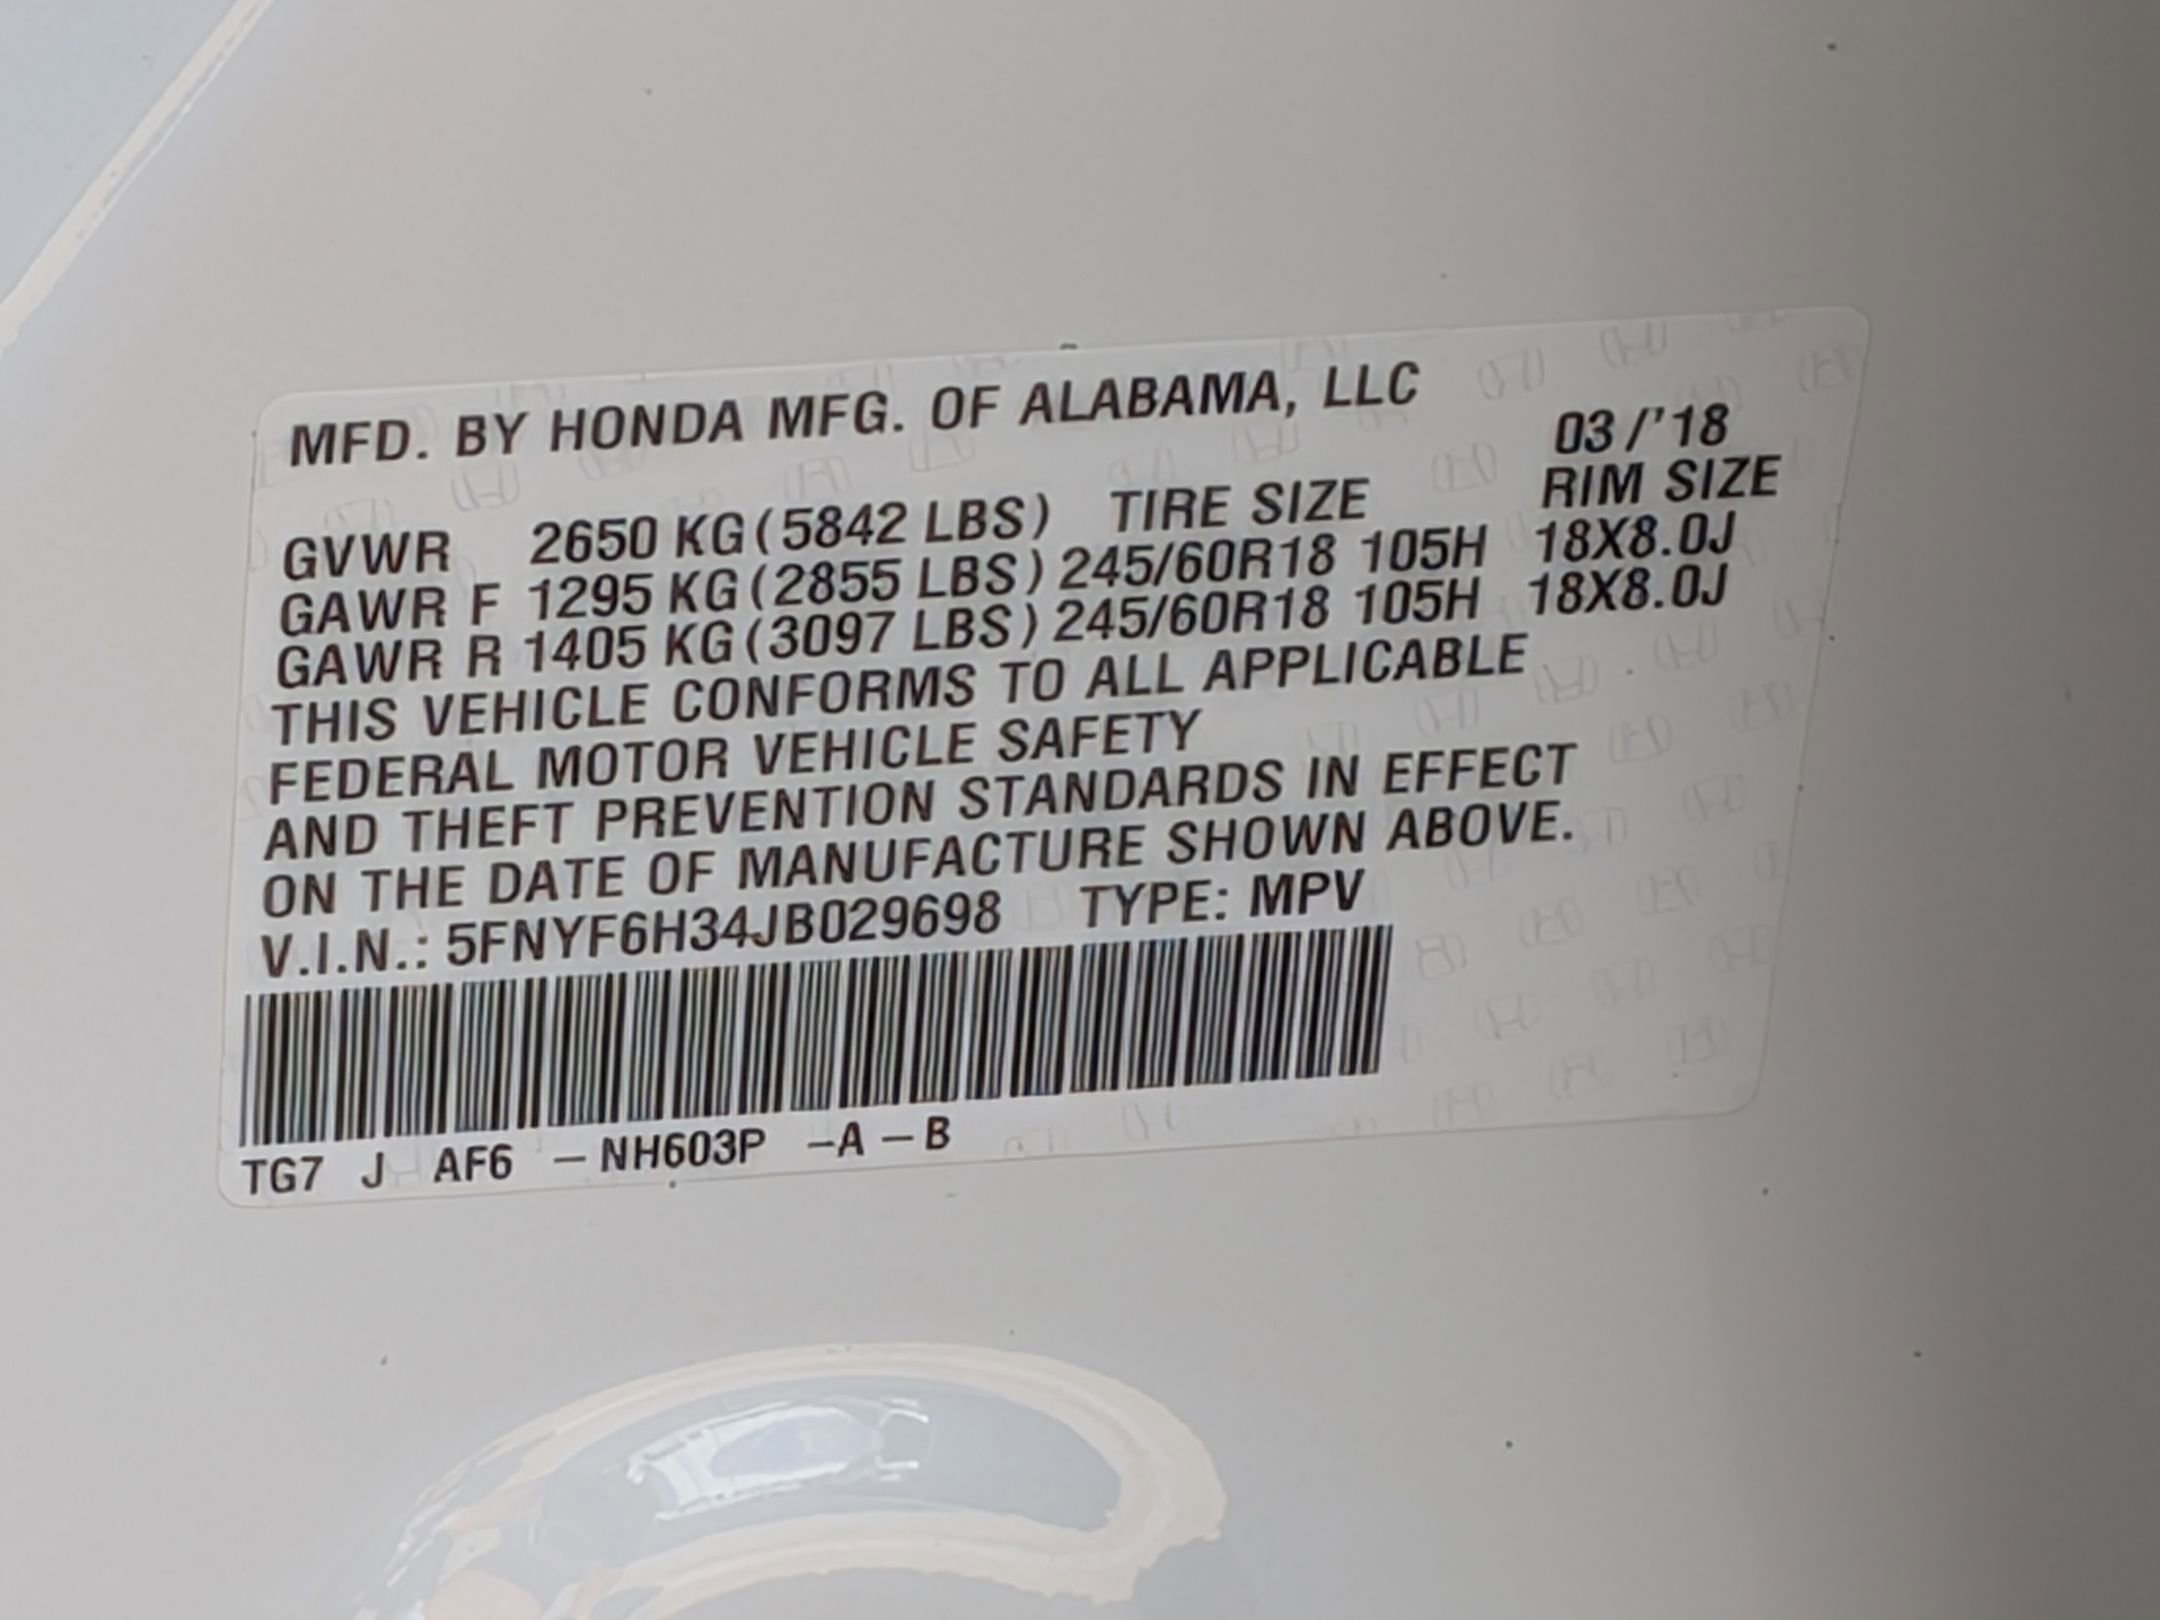 MFD. BY HONDA MFG. OF ALABAMA, LLC
03/'18
GVWR 2650 KG(5842 LBS) TIRE SIZE RIM SIZE
GAWR F 1295 KG(2855 LBS) 245/60R18 105H 18X8.0J
GAWR R 1405 KG(3097 LBS) 245/60R18 105H 18X8.0J
THIS VEHICLE CONFORMS TO ALL APPLICABLE
FEDERAL MOTOR VEHICLE SAFETY
AND THEFT PREVENTION STANDARDS IN EFFECT
ON THE DATE OF MANUFACTURE SHOWN ABOVE.
V.I.N.: 5FNYF6H34JB029698 TYPE: MPV
TG7 J AF6 –NH603P –A –B